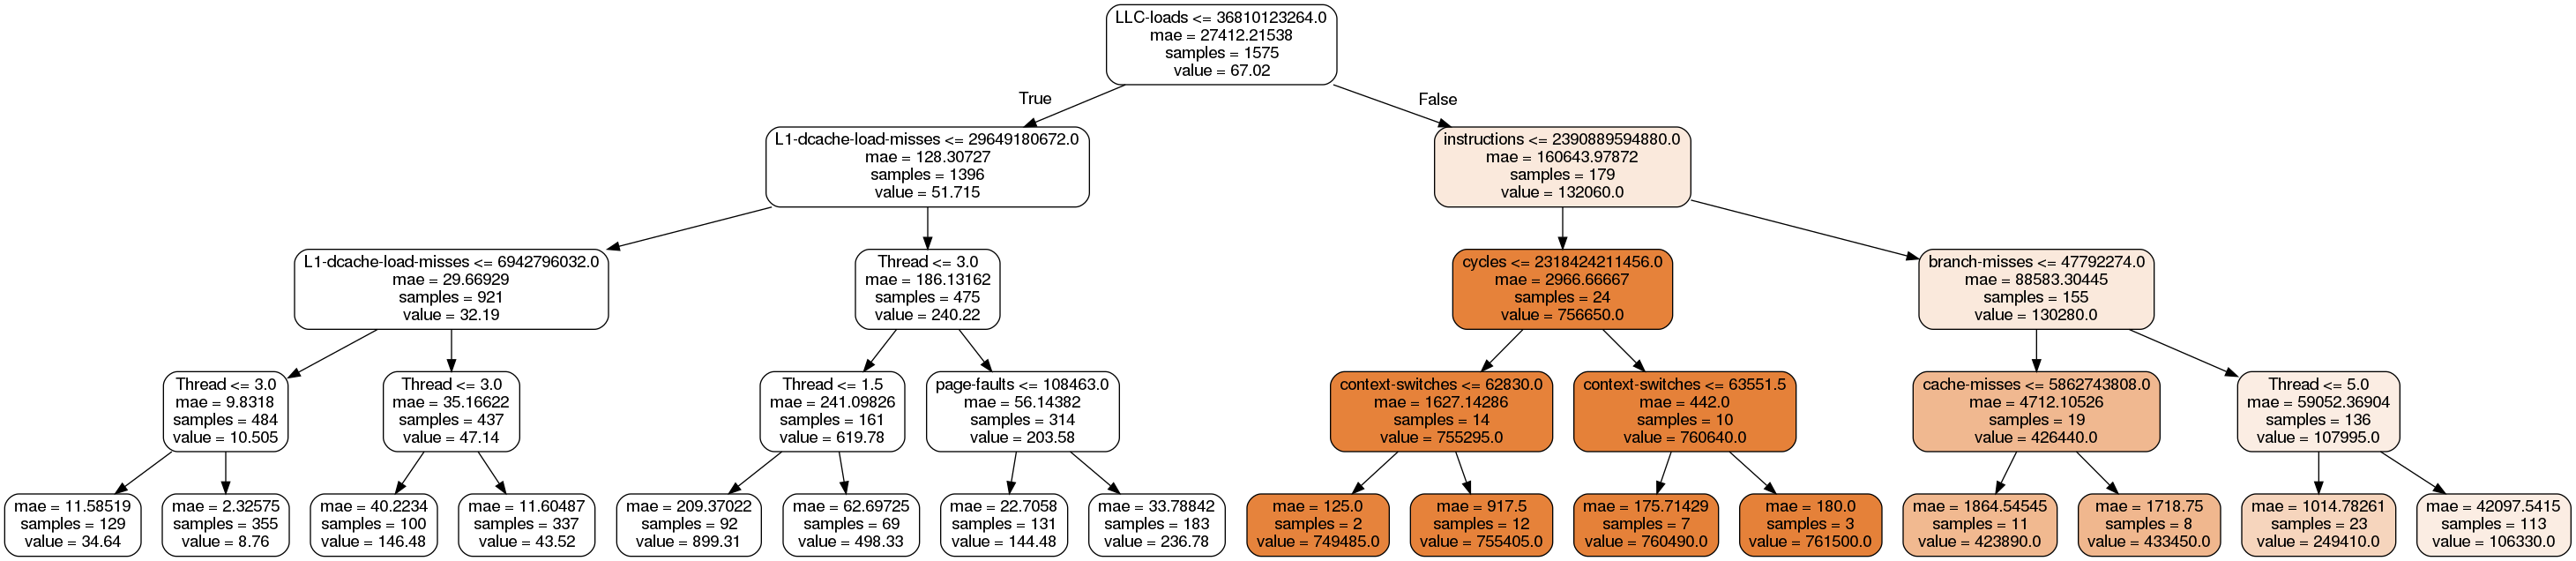 LLC-loads <= 36810123264.0
mae = 27412.21538
samples = 1575
value = 67.02
True
False
L1-dcache-load-misses <= 29649180672.0
mae = 128.30727
samples = 1396
value = 51.715
instructions <= 2390889594880.0
mae = 160643.97872
samples = 179
value = 132060.0
L1-dcache-load-misses <= 6942796032.0
mae = 29.66929
samples = 921
value = 32.19
Thread <= 3.0
mae = 186.13162
samples = 475
value = 240.22
cycles <= 2318424211456.0
mae = 2966.66667
samples = 24
value = 756650.0
branch-misses <= 47792274.0
mae = 88583.30445
samples = 155
value = 130280.0
Thread <= 3.0
mae = 9.8318
samples = 484
value = 10.505
Thread <= 3.0
mae = 35.16622
samples = 437
value = 47.14
Thread <= 1.5
mae = 241.09826
samples = 161
value = 619.78
page-faults <= 108463.0
mae = 56.14382
samples = 314
value = 203.58
context-switches <= 62830.0
mae = 1627.14286
samples = 14
value = 755295.0
context-switches <= 63551.5
mae = 442.0
samples = 10
value = 760640.0
cache-misses <= 5862743808.0
mae = 4712.10526
samples = 19
value = 426440.0
Thread <= 5.0
mae = 59052.36904
samples = 136
value = 107995.0
mae = 11.58519
samples = 129
value = 34.64
mae = 2.32575
samples = 355
value = 8.76
mae = 40.2234
samples = 100
value = 146.48
mae = 11.60487
samples = 337
value = 43.52
mae = 209.37022
samples = 92
value = 899.31
mae = 62.69725
samples = 69
value = 498.33
mae = 22.7058
samples = 131
value = 144.48
mae = 33.78842
samples = 183
value = 236.78
mae = 125.0
samples = 2
value = 749485.0
mae = 917.5
samples = 12
value = 755405.0
mae = 175.71429
samples = 7
value = 760490.0
mae = 180.0
samples = 3
value = 761500.0
mae = 1864.54545
samples = 11
value = 423890.0
mae = 1718.75
samples = 8
value = 433450.0
mae = 1014.78261
samples = 23
value = 249410.0
mae = 42097.5415
samples = 113
value = 106330.0